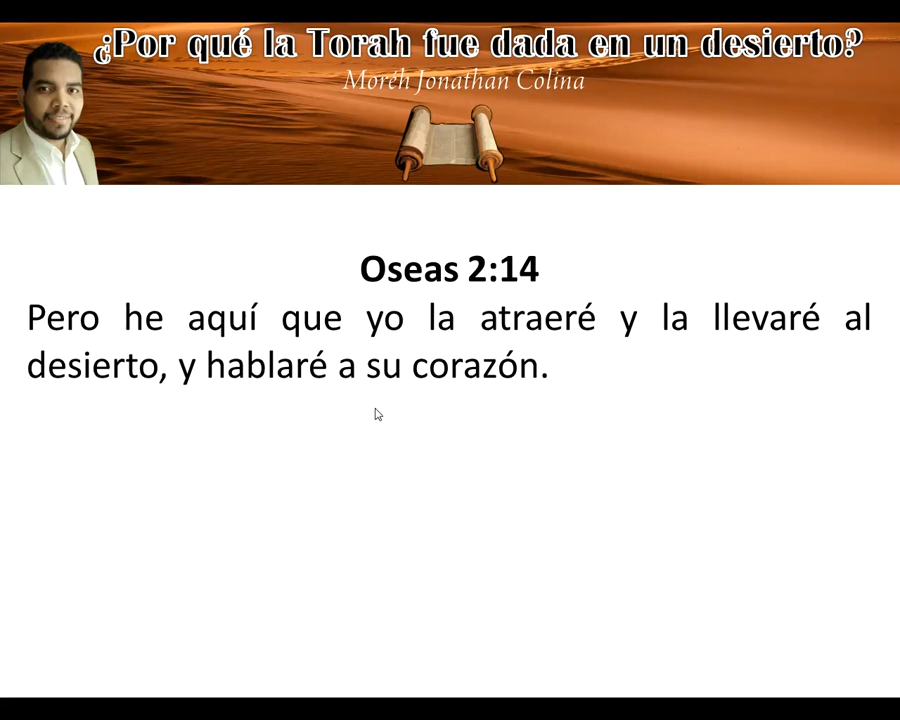 ¿Por qué la Torah fue dada en un desierto?
Moréh Jonathan Colina
Oseas 2:14
Pero he aquí que yo la atraeré y la llevaré al
desierto, y hablaré a su corazón.